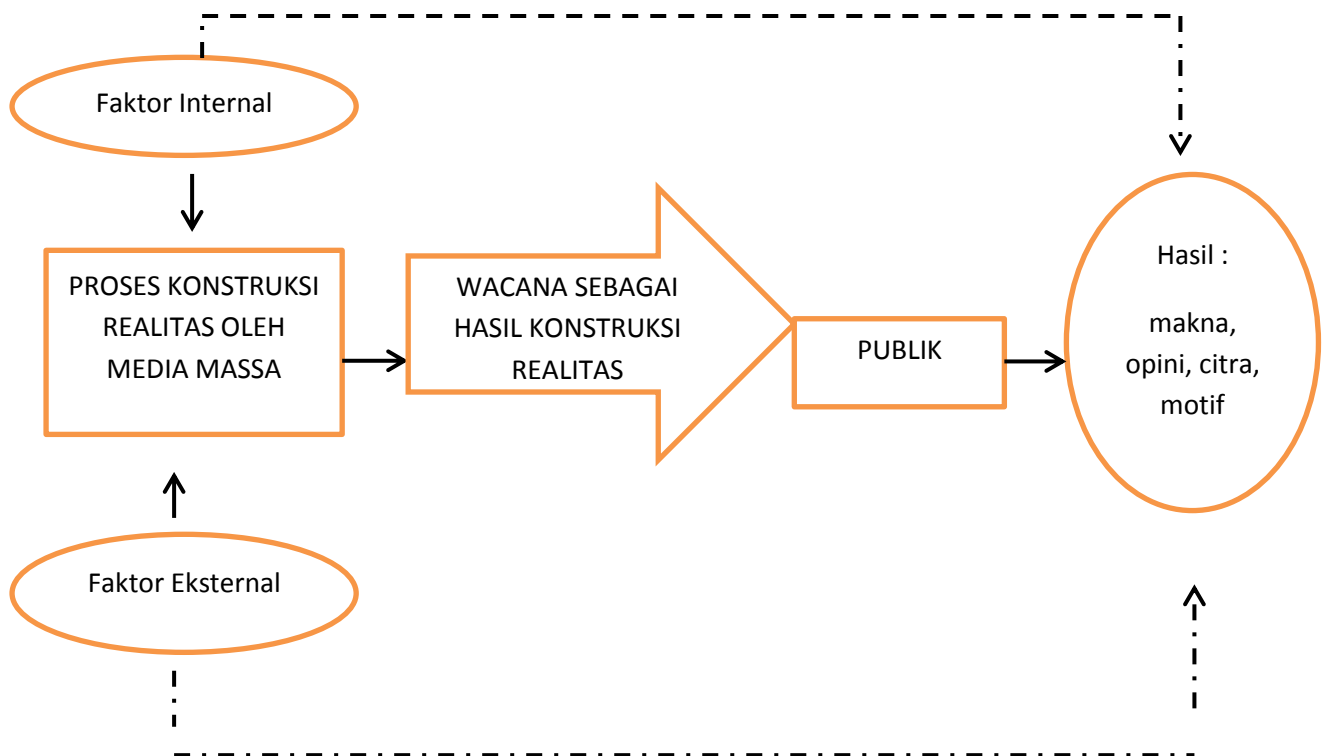 Faktor Internal
PROSES KONSTRUKSI
REALITAS OLEH
MEDIA MASSA
WACANA SEBAGAI
HASIL KONSTRUKSI
REALITAS
PUBLIK
Hasil :
makna,
opini, citra,
motif
Faktor Eksternal